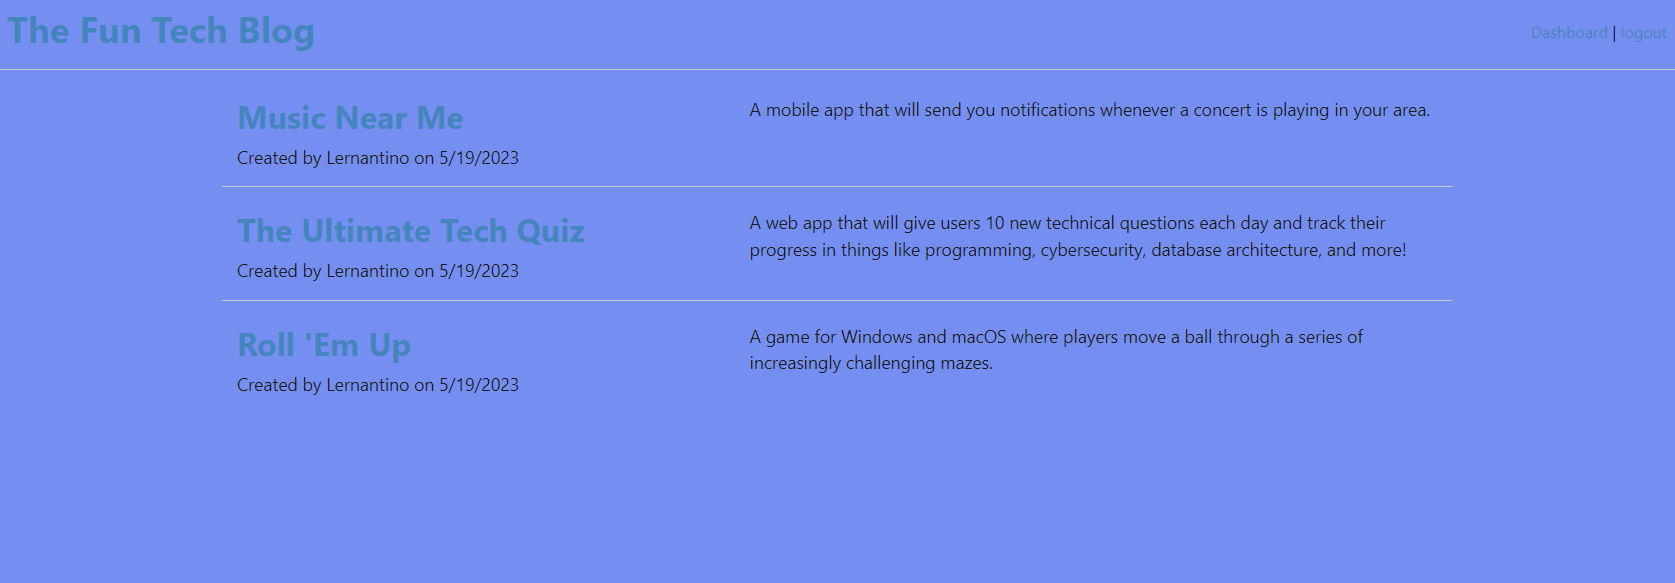 The Fun Tech Blog
Dashboard | logout
Music Near Me
Created by Lernantino on 5/19/2023
A mobile app that will send you notifications whenever a concert is playing in your area.
The Ultimate Tech Quiz
Created by Lernantino on 5/19/2023
A web app that will give users 10 new technical questions each day and track their
progress in things like programming, cybersecurity, database architecture, and more!
Roll 'Em Up
Created by Lernantino on 5/19/2023
A game for Windows and macOS where players move a ball through a series of
increasingly challenging mazes.